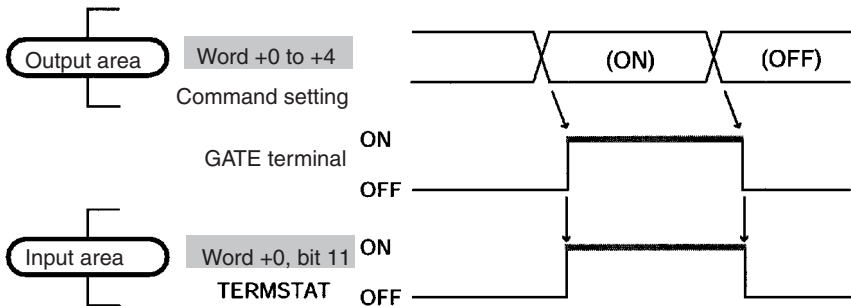 Output area
Word +0 to +4
(ON)
(OFF)
Command setting
ON
GATE terminal
OFF
Input area
Word +0, bit 11
ON
TERMSTAT
OFF